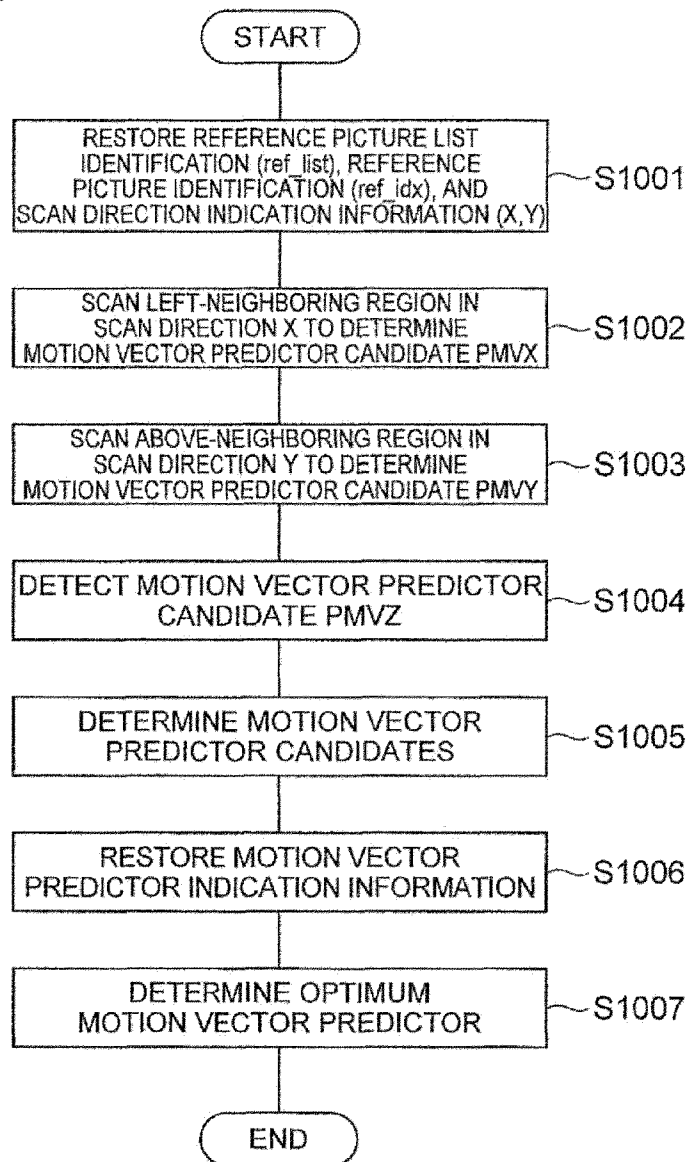 START
RESTORE REFERENCE PICTURE LIST
IDENTIFICATION (ref_list), REFERENCE
PICTURE IDENTIFICATION (ref_idx), AND
SCAN DIRECTION INDICATION INFORMATION (X,Y)
S1001
SCAN LEFT-NEIGHBORING REGION IN
SCAN DIRECTION X TO DETERMINE
MOTION VECTOR PREDICTOR CANDIDATE PMVX
S1002
SCAN ABOVE-NEIGHBORING REGION IN
SCAN DIRECTION Y TO DETERMINE
MOTION VECTOR PREDICTOR CANDIDATE PMVY
S1003
DETECT MOTION VECTOR PREDICTOR
CANDIDATE PMVZ
S1004
DETERMINE MOTION VECTOR
PREDICTOR CANDIDATES
S1005
RESTORE MOTION VECTOR
PREDICTOR INDICATION INFORMATION
S1006
DETERMINE OPTIMUM
MOTION VECTOR PREDICTOR
S1007
END